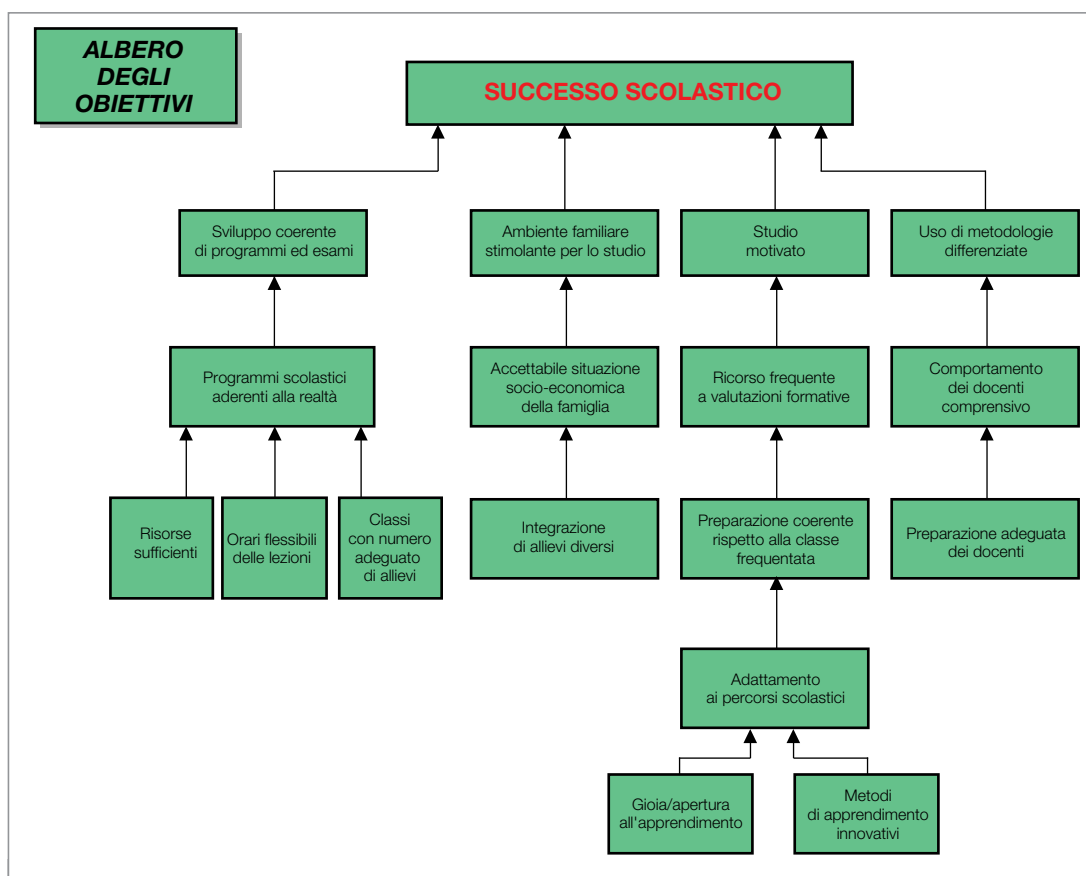 ALBERO
DEGLI
OBIETTIVI
SUCCESSO SCOLASTICO
Sviluppo coerente
di programmi ed esami
Ambiente familiare
stimolante per lo studio
Studio
motivato
Uso di metodologie
differenziate
Programmi scolastici
aderenti alla realtà
Accettabile situazione
socio-economica
della famiglia
Ricorso frequente
a valutazioni formative
Comportamento
dei docenti
comprensivo
Risorse
sufficienti
Orari flessibili
delle lezioni
Classi
con numero
adeguato
di allievi
Integrazione
di allievi diversi
Preparazione coerente
rispetto alla classe
frequentata
Preparazione adeguata
dei docenti
Adattamento
ai percorsi scolastici
Gioia/apertura
all'apprendimento
Metodi
di apprendimento
innovativi